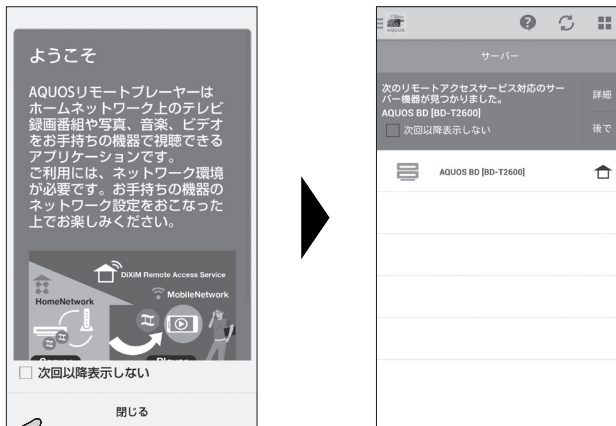 ようこそ
AQUOSリモートプレーヤーは
ホームネットワーク上のテレビ
録画番組や写真、音楽、ビデオ
をお手持ちの機器で視聴できる
アプリケーションです。
ご利用には、ネットワーク環境
が必要です。お手持ちの機器の
ネットワーク設定をおこなった
上でお楽しみください。
DiXiM Remote Access Service
MobileNetwork
HomeNetwork
次回以降表示しない
閉じる
AQUOS
サーバー
次のリモートアクセスサービス対応のサー
バー機器が見つかりました。
AQUOS BD [BD-T2600]
次回以降表示しない
詳細
後で
AQUOS BD [BD-T2600]